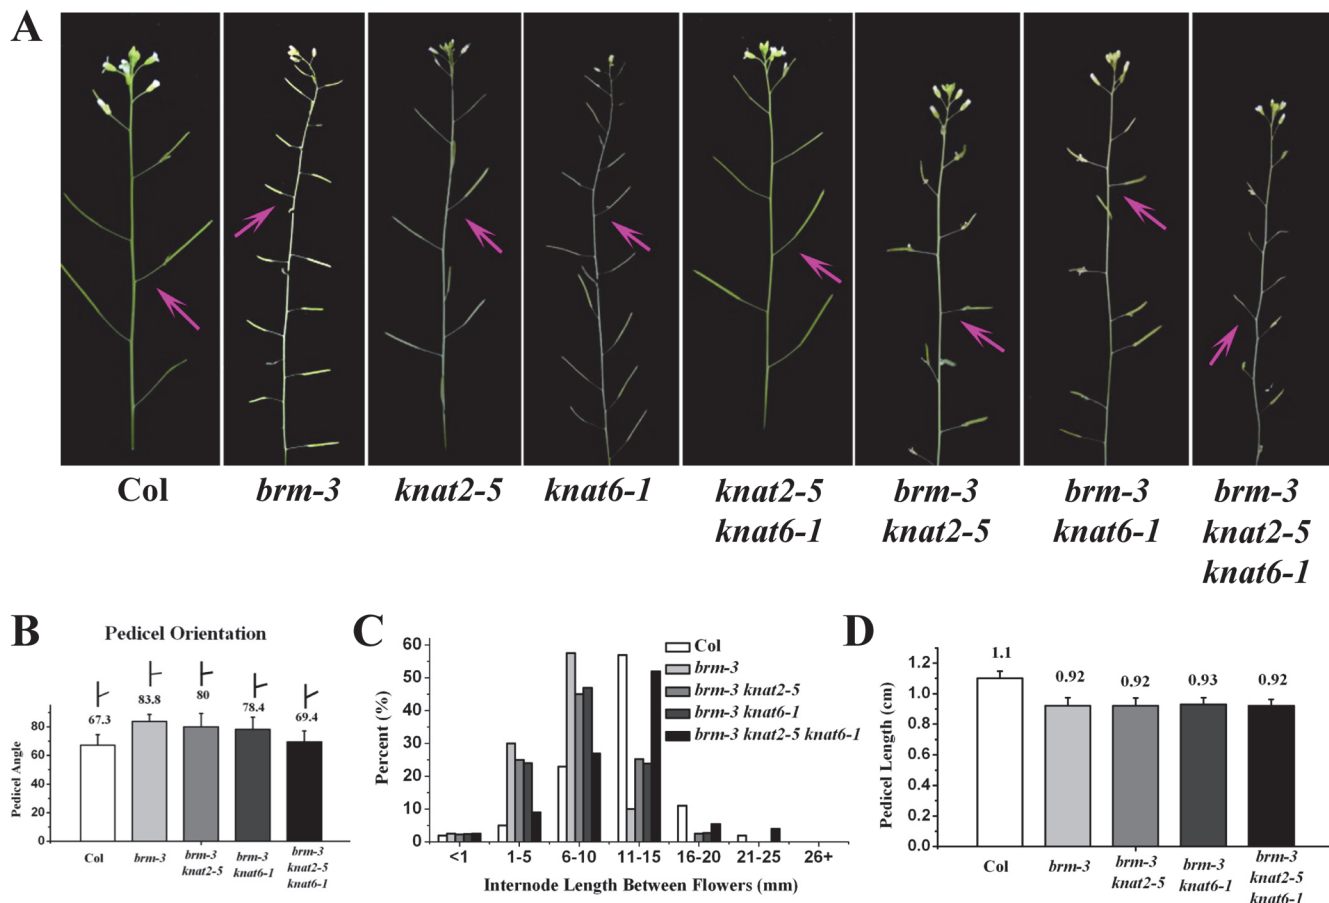 A
Col
brm-3
knat2-5
knat6-1
knat2-5
knat6-1
brm-3
knat2-5
brm-3
knat6-1
brm-3
knat2-5
knat6-1
B
Pedicel Orientation
67.3
83.8
80
78.4
69.4
Pedicel Angle
80
60
40
20
0
Col
brm-3
brm-3
knat2-5
brm-3
knat6-1
brm-3
knat2-5
knat6-1
C
Percent (%)
60
50
40
30
20
10
0
Col
brm-3
brm-3 knat2-5
brm-3 knat6-1
brm-3 knat2-5 knat6-1
<1
1-5
6-10
11-15
16-20
21-25
26+
Internode Length Between Flowers (mm)
D
Pedicel Length (cm)
1.2
1.0
0.8
0.6
0.4
0.2
0.0
1.1
0.92
0.92
0.93
0.92
Col
brm-3
brm-3
knat2-5
brm-3
knat6-1
brm-3
knat2-5
knat6-1